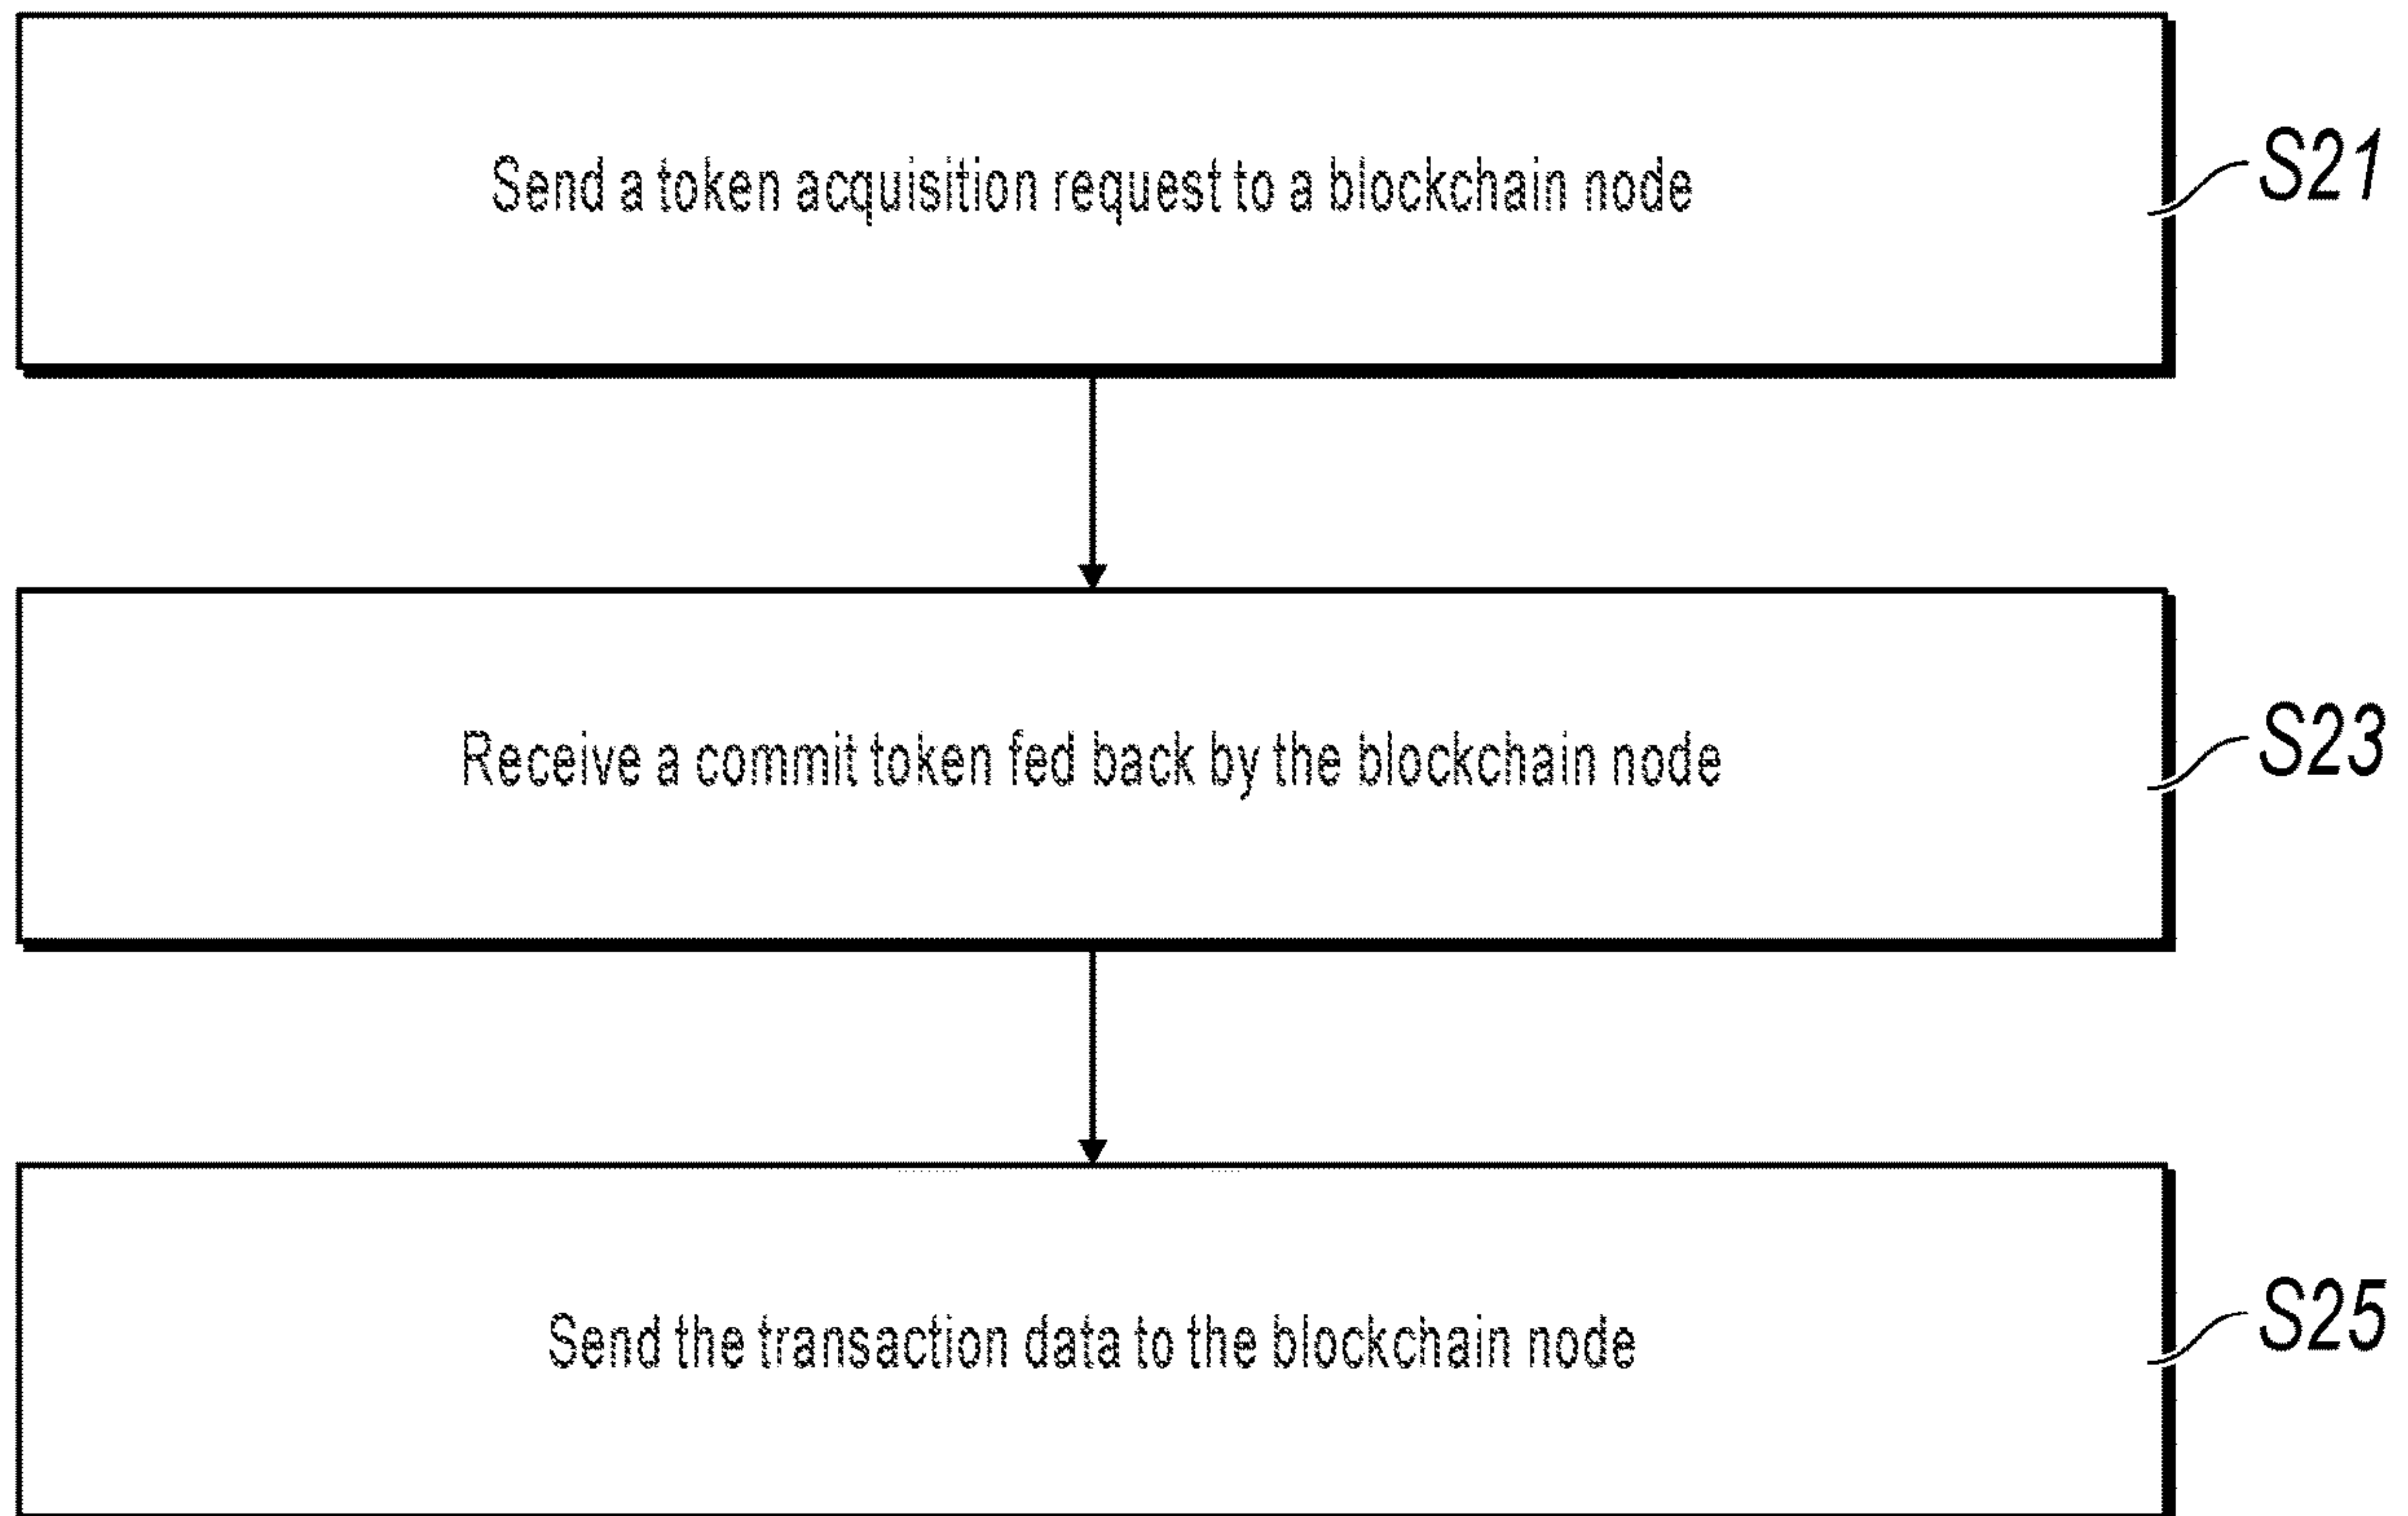 Send a token acquisition request to a blockchain node
S21
Receive a commit token fed back by the blockchain node
S23
Send the transaction data to the blockchain node
S25